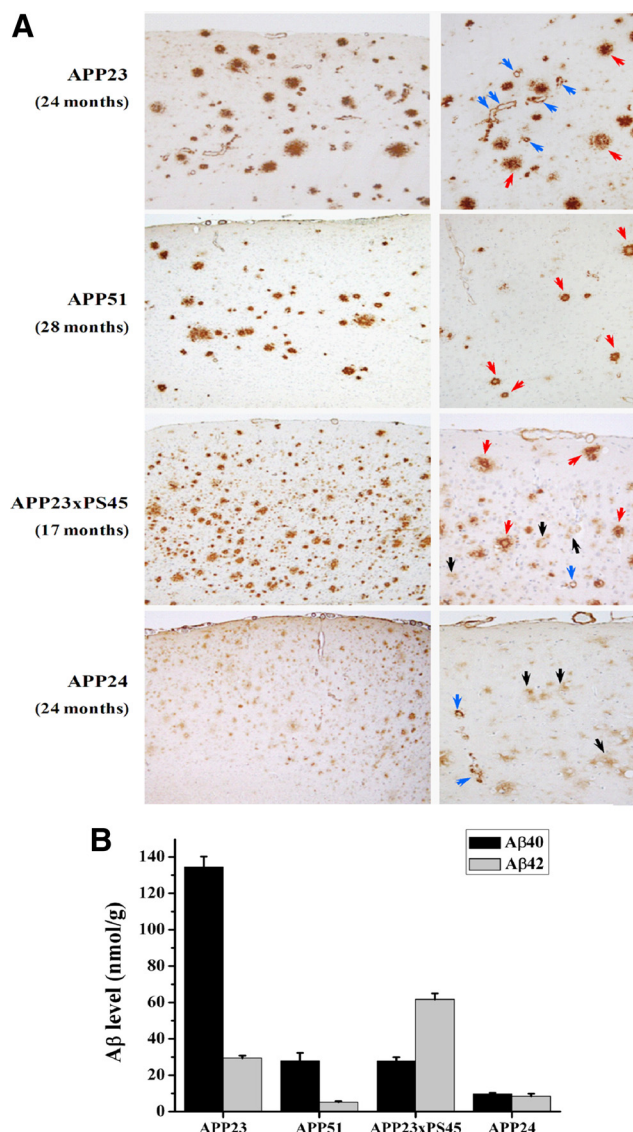 A
APP23
(24 months)
APP51
(28 months)
APP23xPS45
(17 months)
APP24
(24 months)
B
Aβ40
Aβ42
Aβ level (nmol/g)
140
120
100
80
60
40
20
0
APP23 APP51 APP23xPS45 APP24